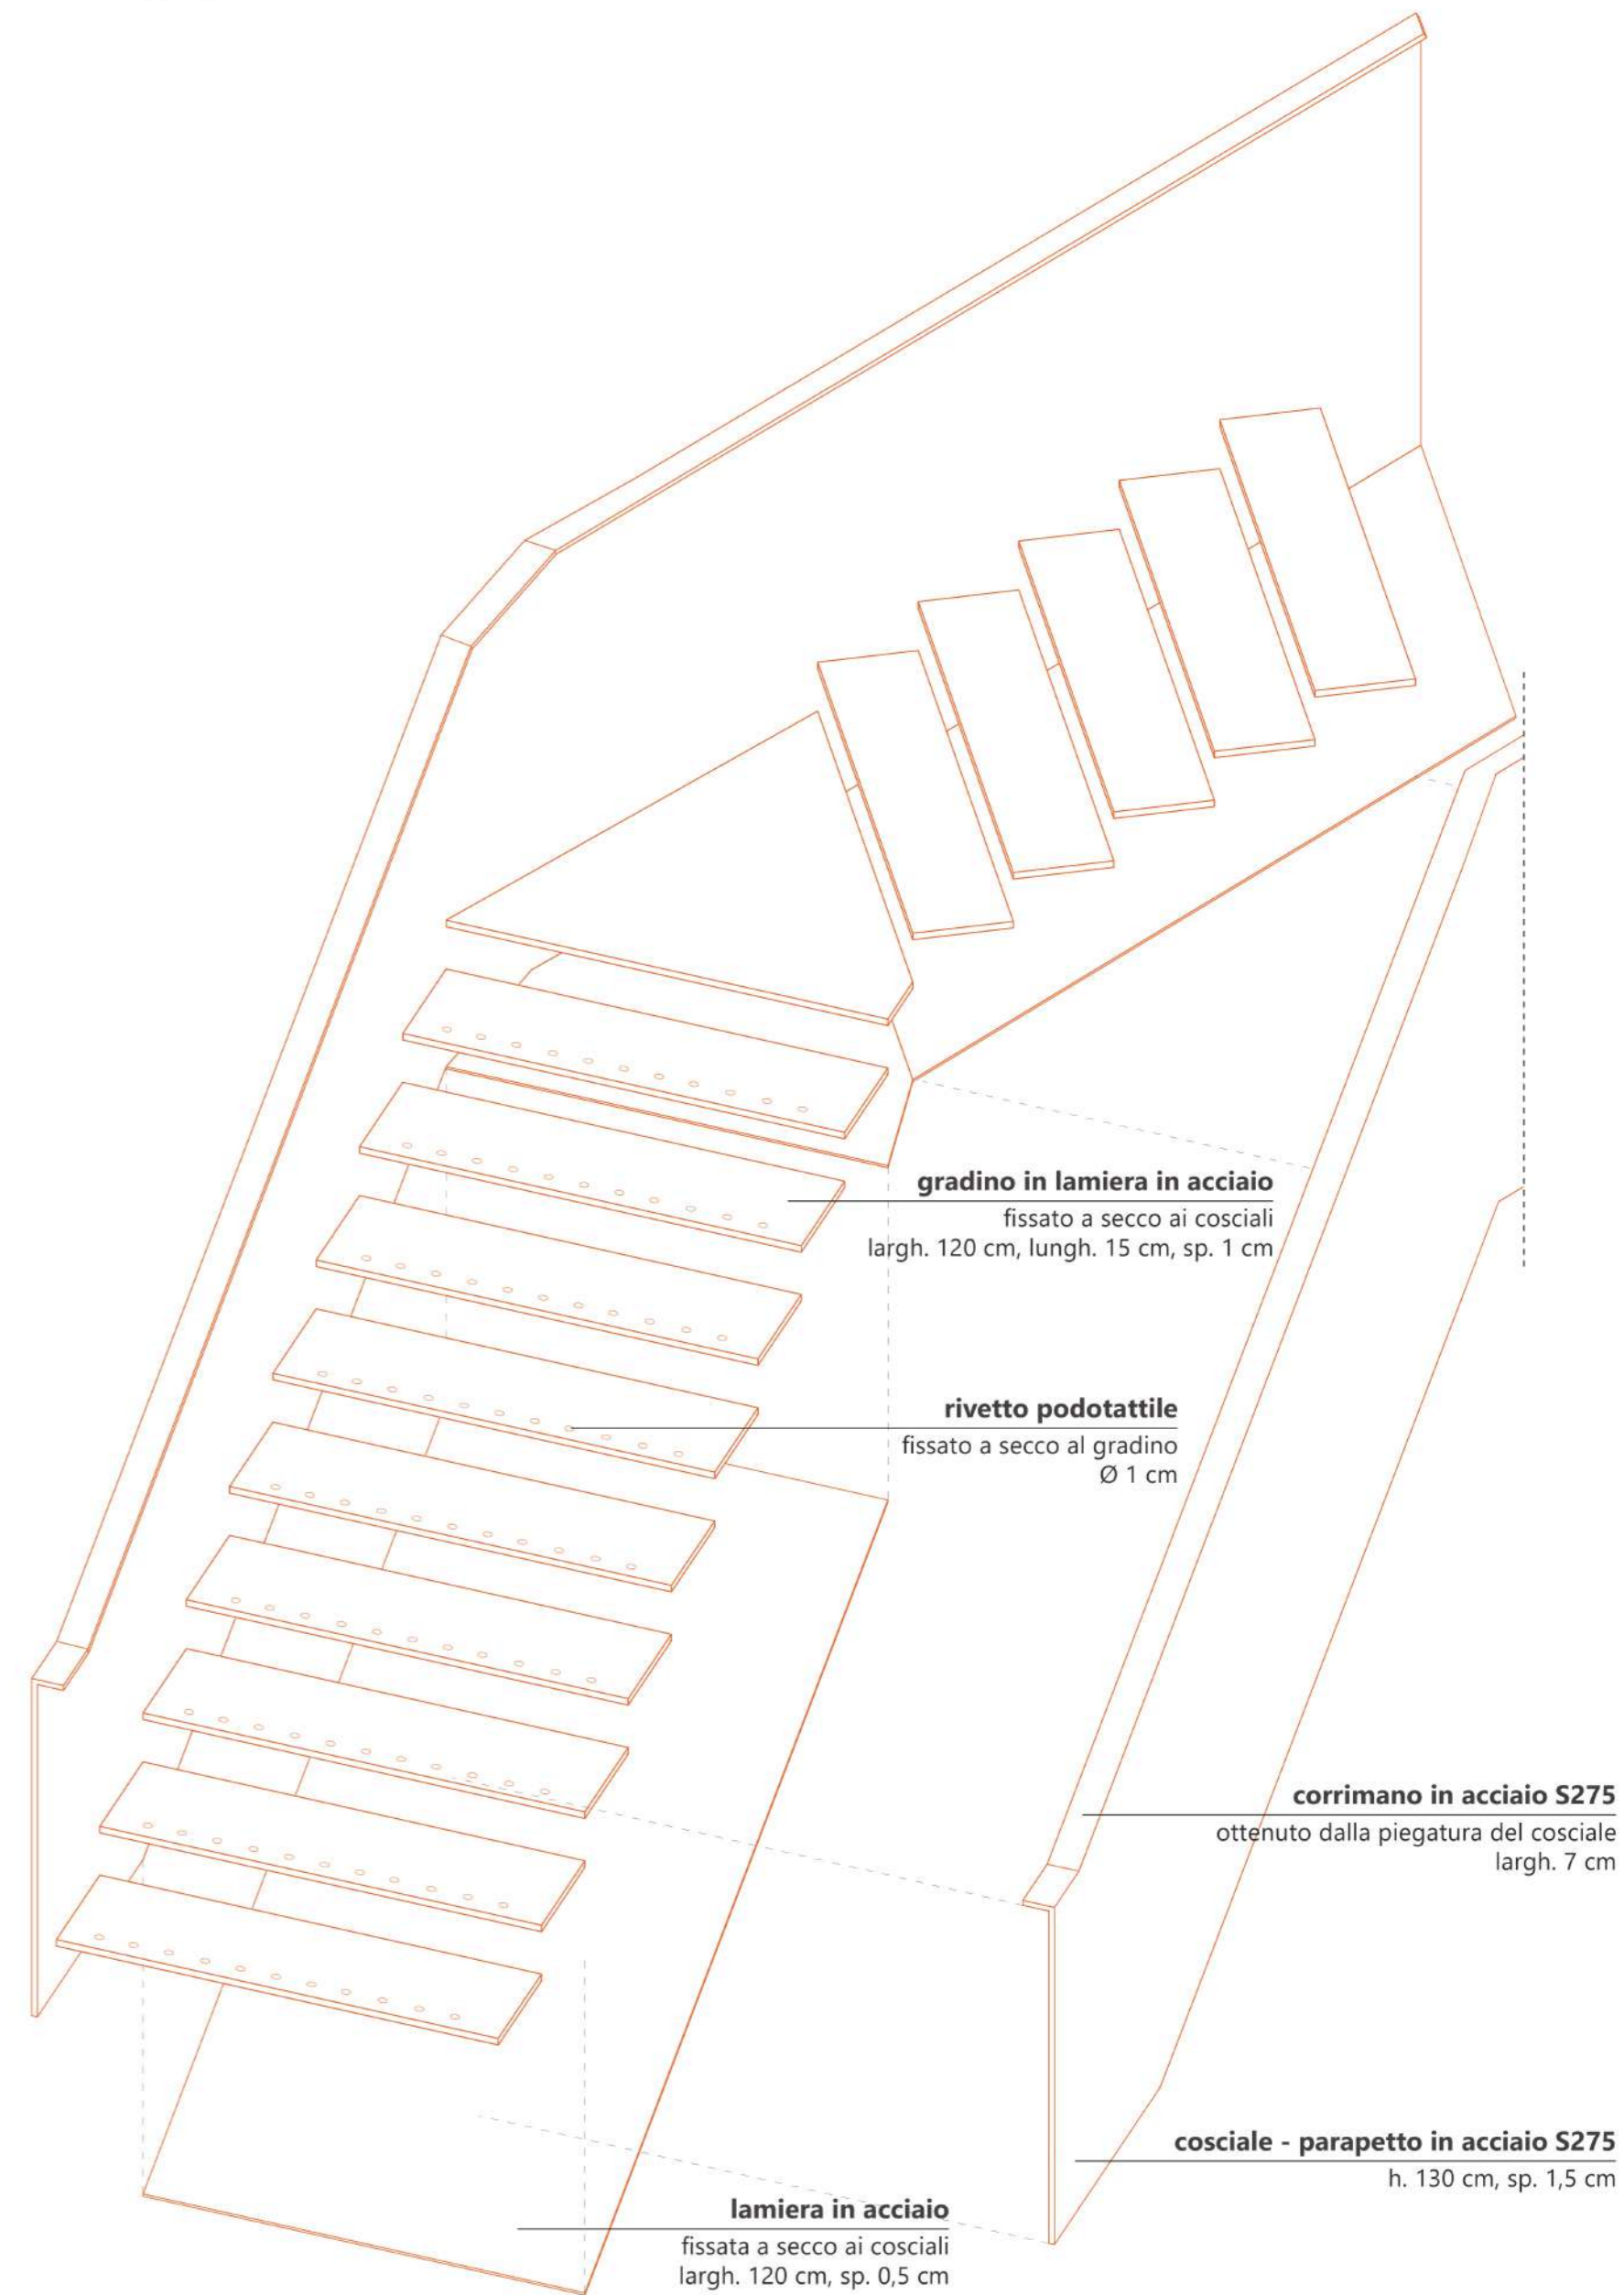 gradino in lamiera in acciaio
fissato a secco ai cosciali
largh. 120 cm, lungh. 15 cm, sp. 1 cm
rivetto podotattile
fissato a secco al gradino
Ø 1 cm
corrimano in acciaio S275
ottenuto dalla piegatura del cosciale
largh. 7 cm
cosciale - parapetto in acciaio S275
h. 130 cm, sp. 1,5 cm
lamiera in acciaio
fissata a secco ai cosciali
largh. 120 cm, sp. 0,5 cm